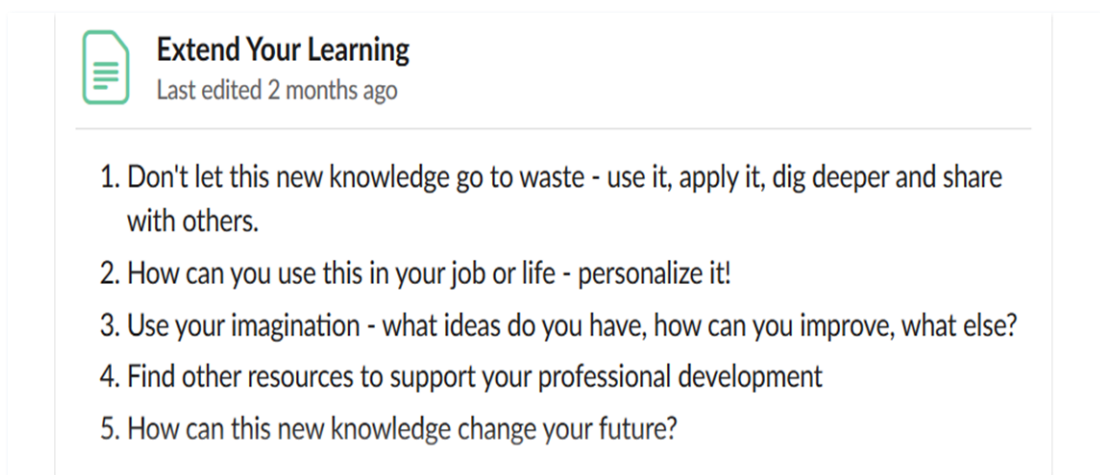 Extend Your Learning
Last edited 2 months ago
1. Don't let this new knowledge go to waste - use it, apply it, dig deeper and share
with others.
2. How can you use this in your job or life - personalize it!
3. Use your imagination - what ideas do you have, how can you improve, what else?
4. Find other resources to support your professional development
5. How can this new knowledge change your future?